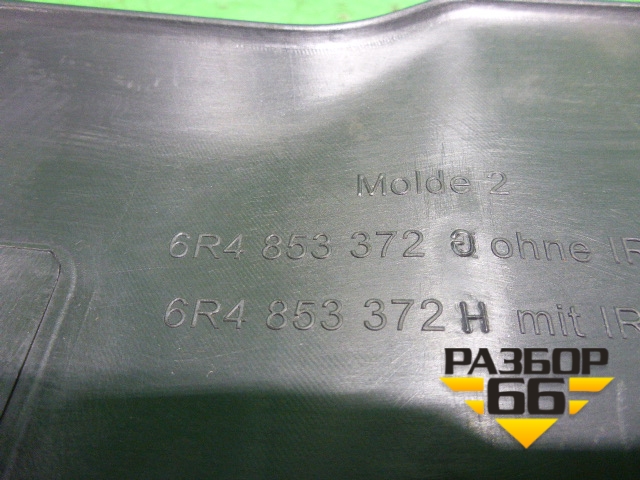 Molde 2
6R4 853 372 G ohne IR
6R4 853 372 H mit IR
РАЗБОР
66